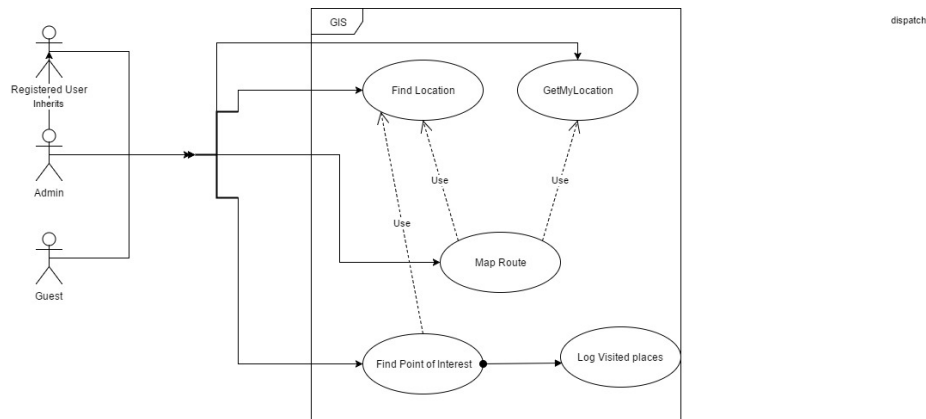 GIS
dispatch
Registered User
Inherits
Find Location
GetMyLocation
Use
Use
Admin
Use
Map Route
Guest
Find Point of Interest
Log Visited places